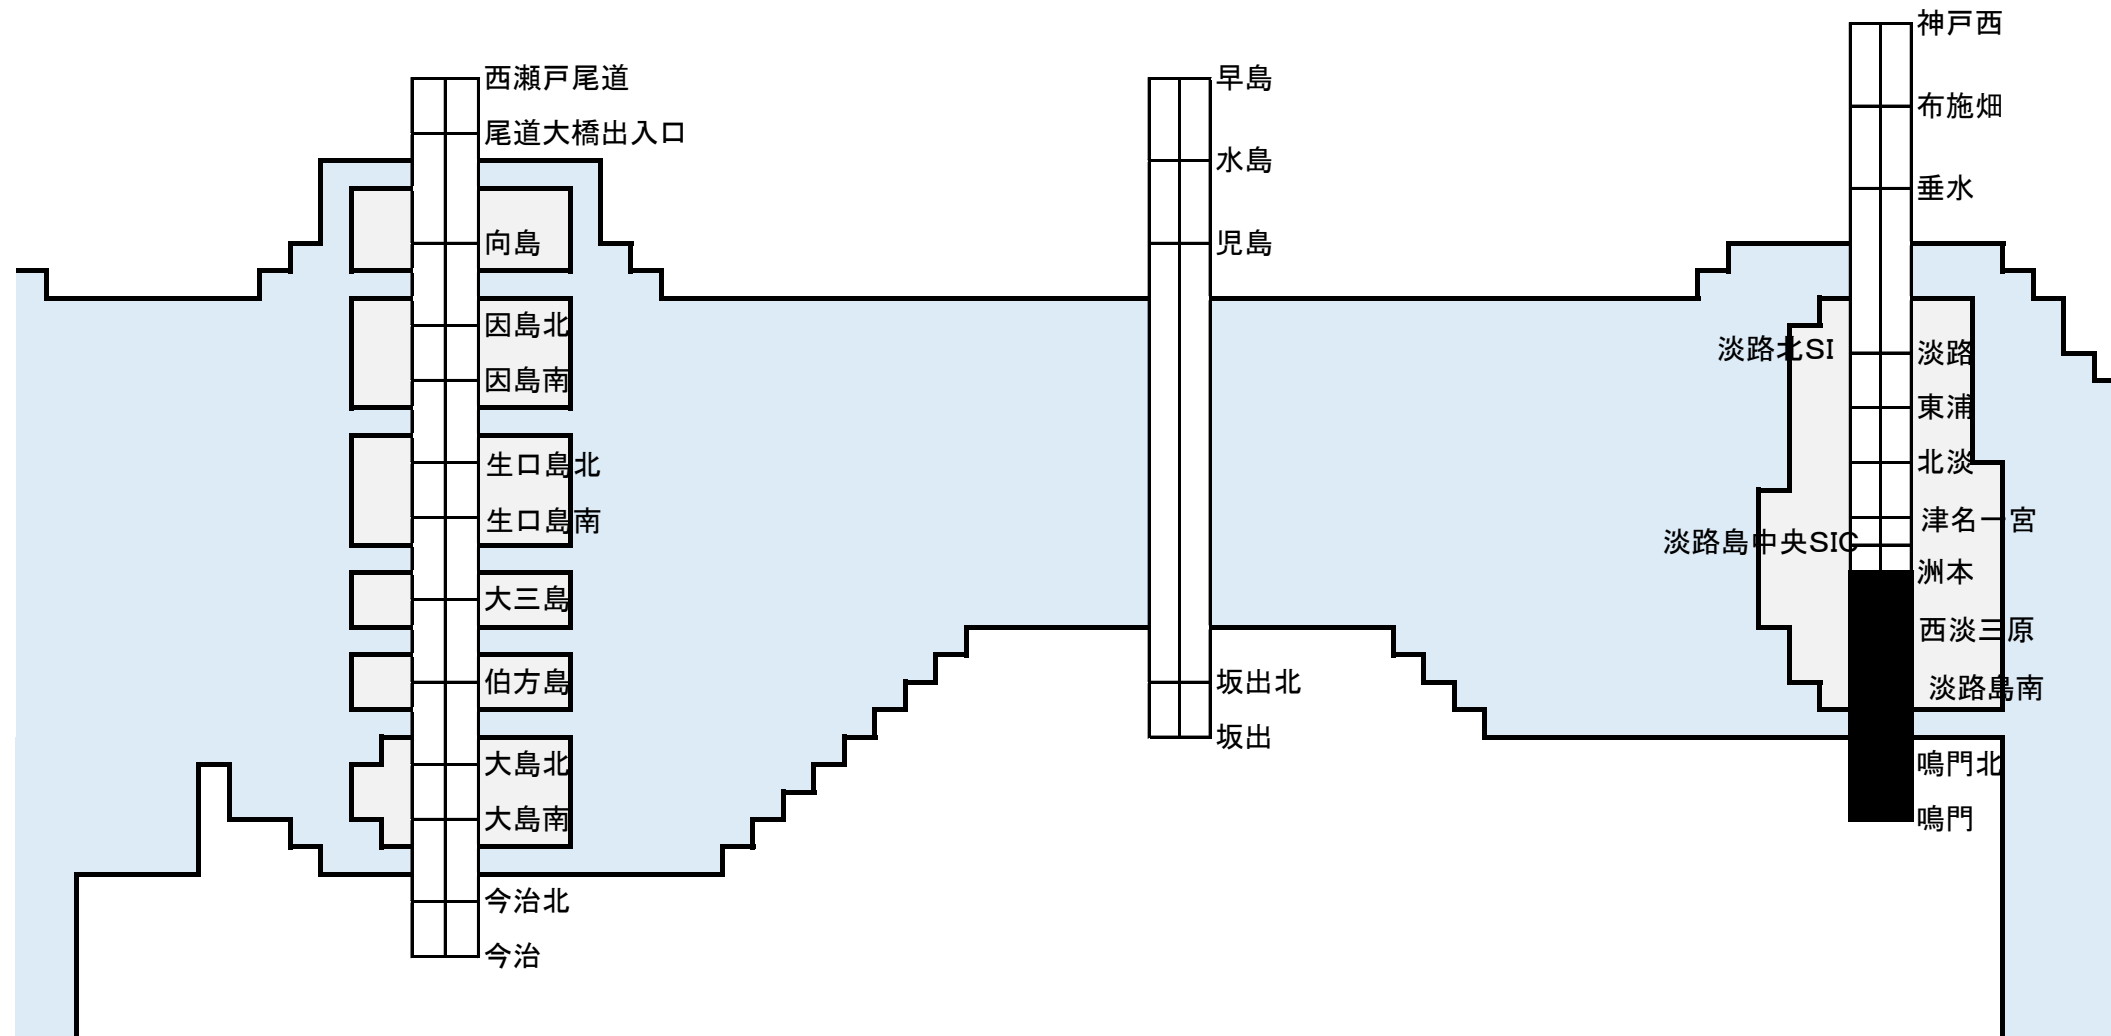 西瀬戸尾道
尾道大橋出入口
向島
因島北
因島南
生口島北
生口島南
大三島
伯方島
大島北
大島南
今治北
今治
早島
水島
児島
坂出北
坂出
神戸西
布施畑
垂水
淡路北SI
淡路
東浦
北淡
津名一宮
淡路島中央SIC
洲本
西淡三原
淡路島南
鳴門北
鳴門